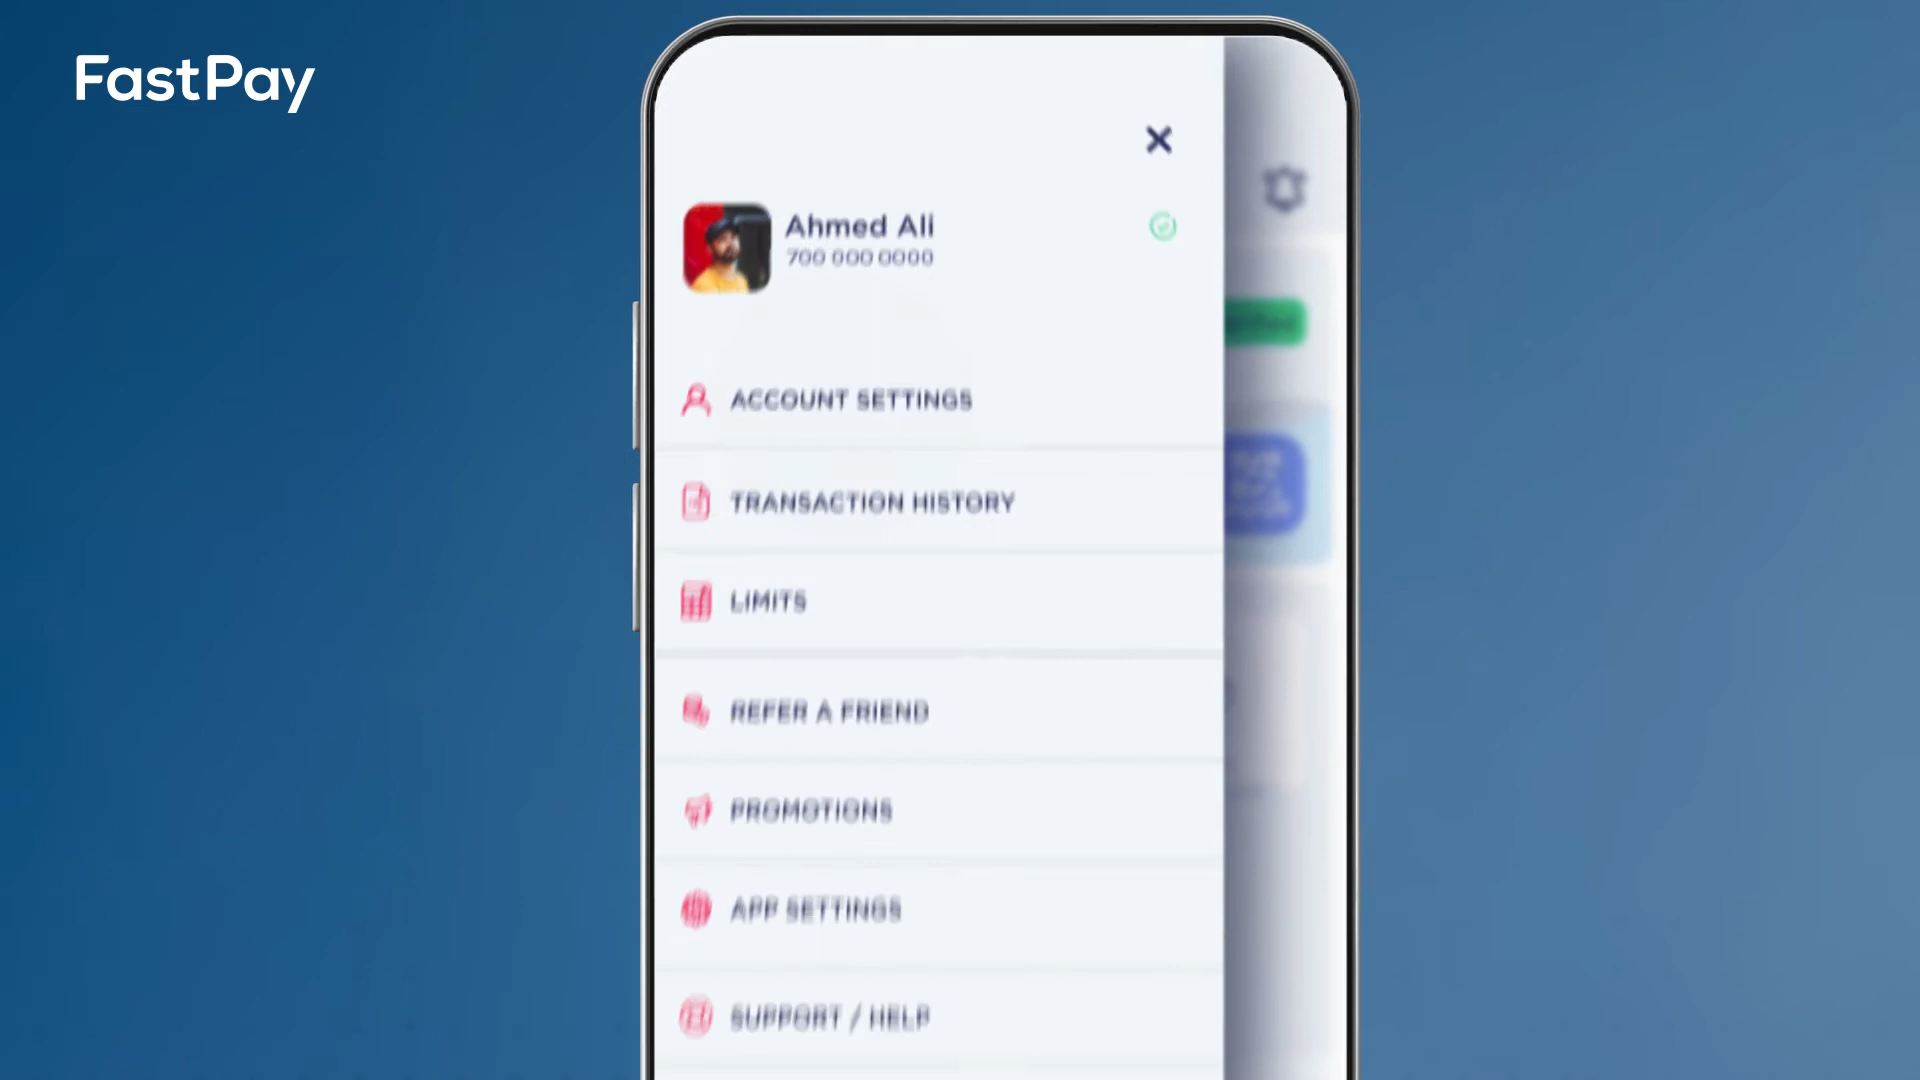 FastPay
Ahmed Ali
700 000 0000
ACCOUNT SETTINGS
TRANSACTION HISTORY
LIMITS
REFER A FRIEND
PROMOTIONS
APP SETTINGS
SUPPORT / HELP